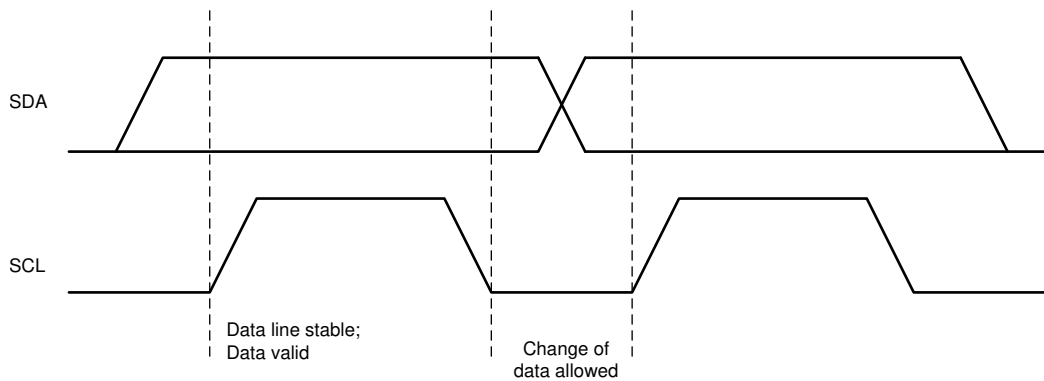 SDA
SCL
Data line stable;
Data valid
Change of
data allowed